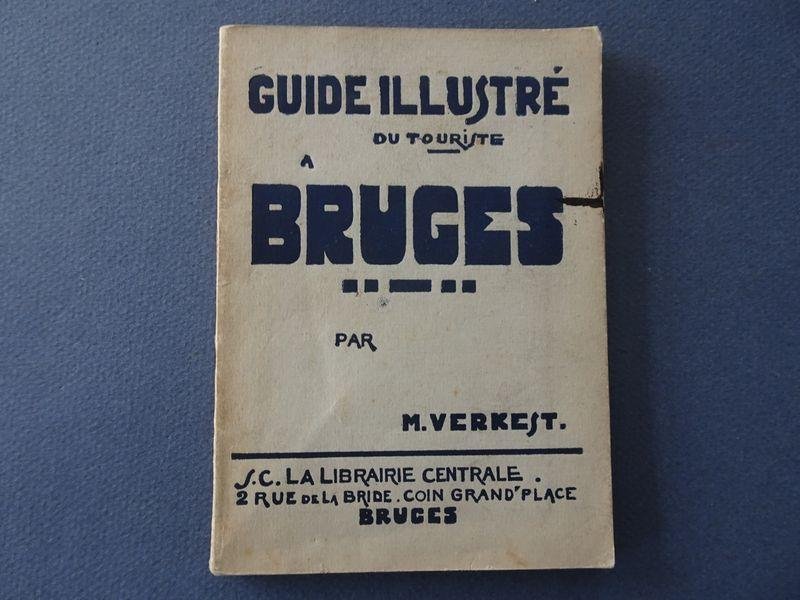 GUIDE ILLUSTRÉ
DU TOURISTE
A
BRUGES
PAR
M. VERKEST.
S.C. LA LIBRAIRIE CENTRALE.
2 RUE DE LA BRIDE. COIN GRAND'PLACE
BRUGES